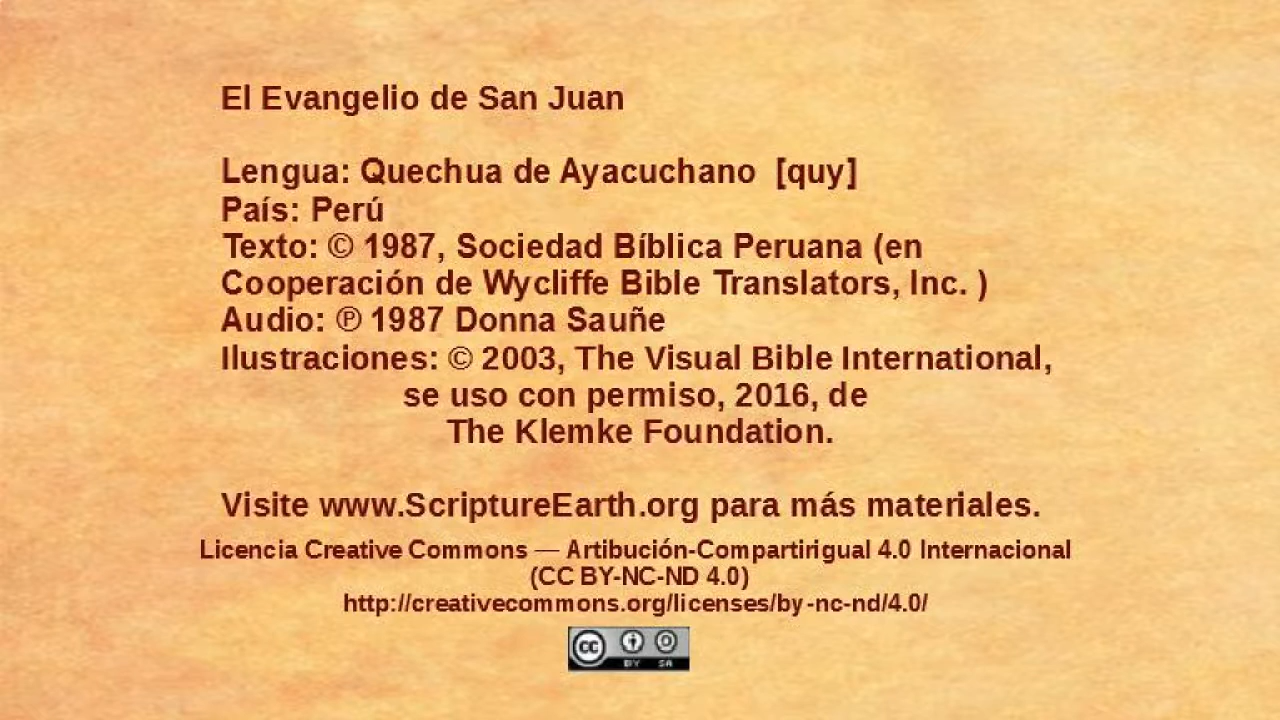 El Evangelio de San Juan
Lengua: Quechua de Ayacuchano [quy]
País: Perú
Texto: © 1987, Sociedad Bíblica Peruana (en
Cooperación de Wycliffe Bible Translators, Inc. )
Audio: ℗ 1987 Donna Sauñe
Ilustraciones: © 2003, The Visual Bible International,
se uso con permiso, 2016, de
The Klemke Foundation.
Visite www.ScriptureEarth.org para más materiales.
Licencia Creative Commons — Artibución-Compartirigual 4.0 Internacional
(CC BY-NC-ND 4.0)
http://creativecommons.org/licenses/by-nc-nd/4.0/
cc BY SA